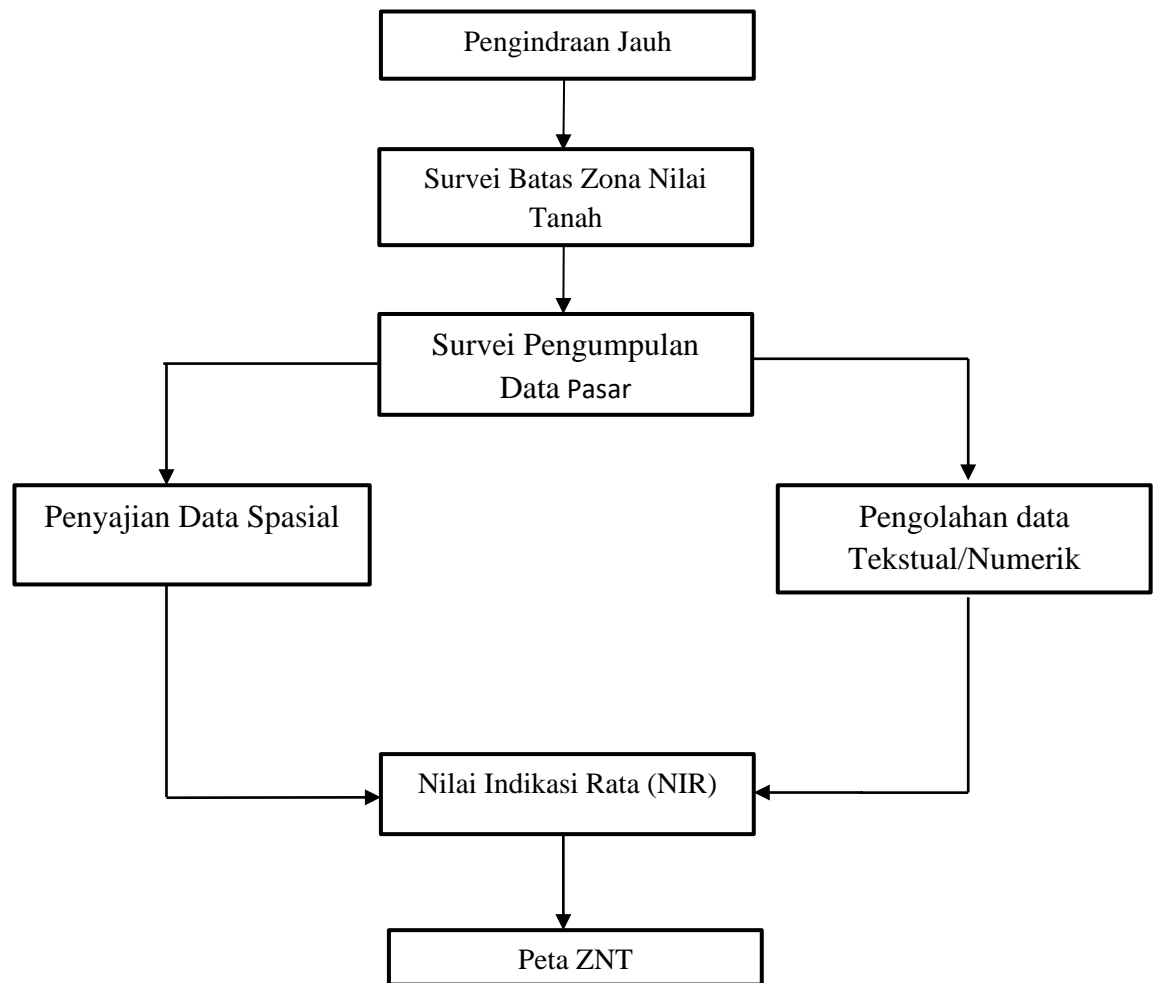 Pengindraan Jauh
Survei Batas Zona Nilai
Tanah
Survei Pengumpulan
Data Pasar
Penyajian Data Spasial
Pengolahan data
Tekstual/Numerik
Nilai Indikasi Rata (NIR)
Peta ZNT